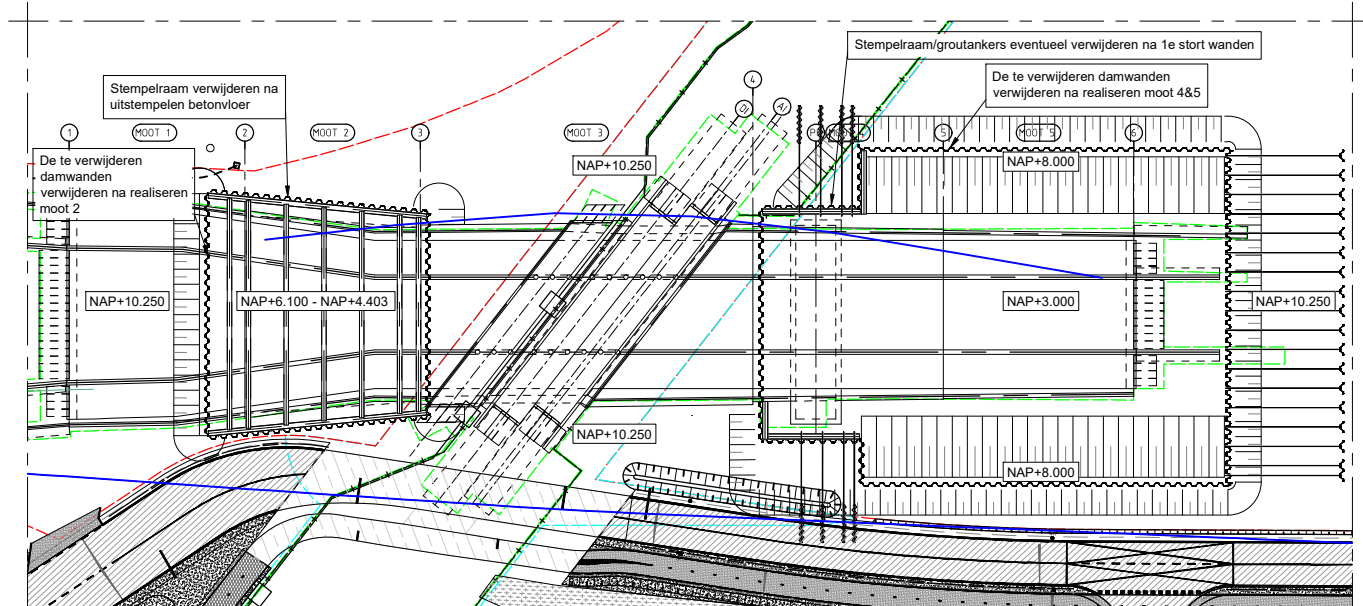 Stempelraam/groutankers eventueel verwijderen na 1e stort wanden
Stempelraam verwijderen na
uitstempelen betonvloer
De te verwijderen damwanden
verwijderen na realiseren moot 4&5
4
D1
A1
1
MOOT 1
2
MOOT 2
3
MOOT 3
5
MOOT 5
6
De te verwijderen
damwanden
verwijderen na realiseren
moot 2
NAP+10.250
NAP+8.000
NAP+10.250
NAP+6.100 - NAP+4.403
NAP+3.000
NAP+10.250
NAP+10.250
NAP+8.000